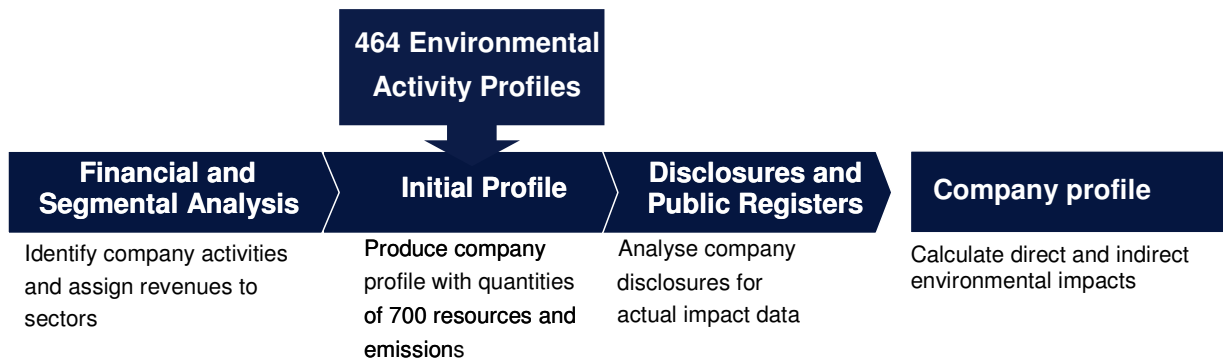 464 Environmental
Activity Profiles
Financial and
Segmental Analysis
Initial Profile
Disclosures and
Public Registers
Company profile
Identify company activities
and assign revenues to
sectors
Produce company
profile with quantities
of 700 resources and
emissions
Analyse company
disclosures for
actual impact data
Calculate direct and indirect
environmental impacts